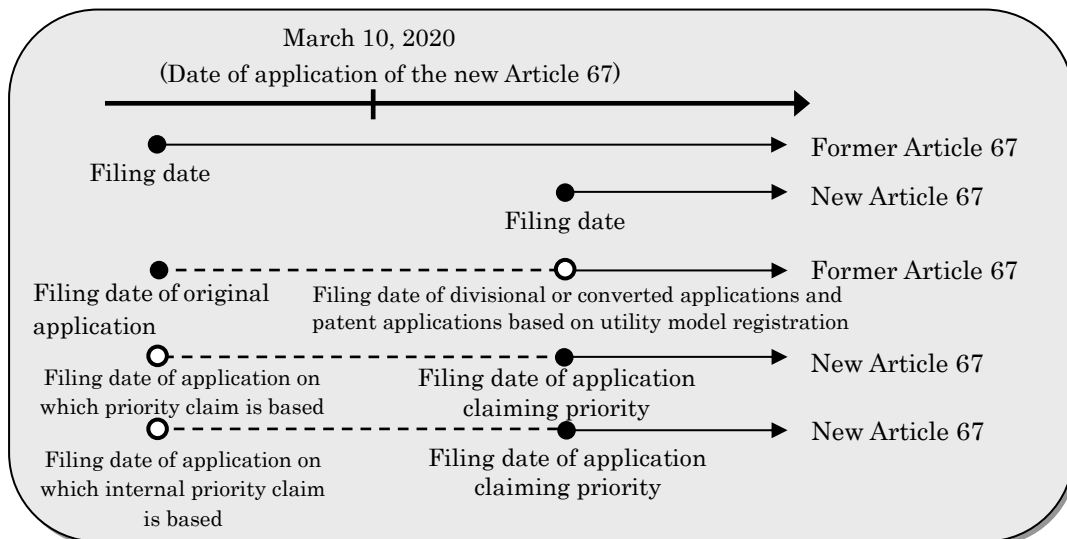 March 10, 2020
(Date of application of the new Article 67)
Former Article 67
Filing date
New Article 67
Filing date
Former Article 67
Filing date of original
application
Filing date of divisional or converted applications and
patent applications based on utility model registration
New Article 67
Filing date of application on
which priority claim is based
Filing date of application
claiming priority
New Article 67
Filing date of application on
which internal priority claim
is based
Filing date of application
claiming priority